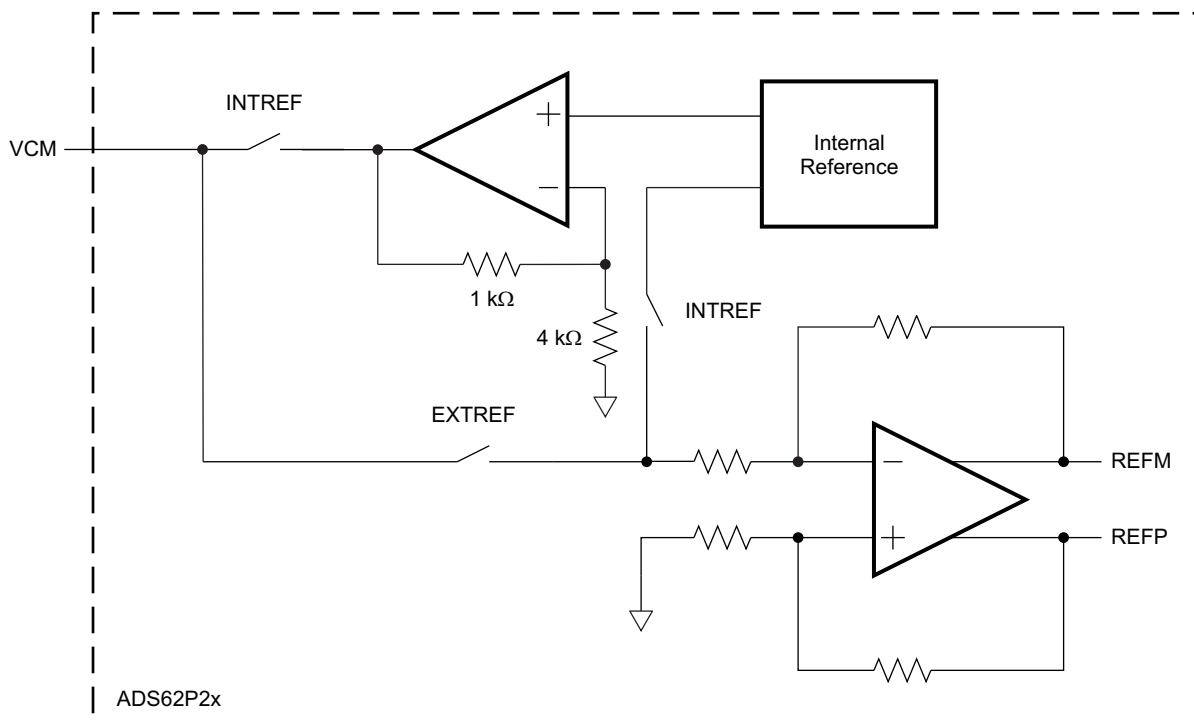 INTREF
VCM
+
−
Internal
Reference
1 kΩ
4 kΩ
INTREF
EXTREF
−
+
REFM
REFP
ADS62P2x